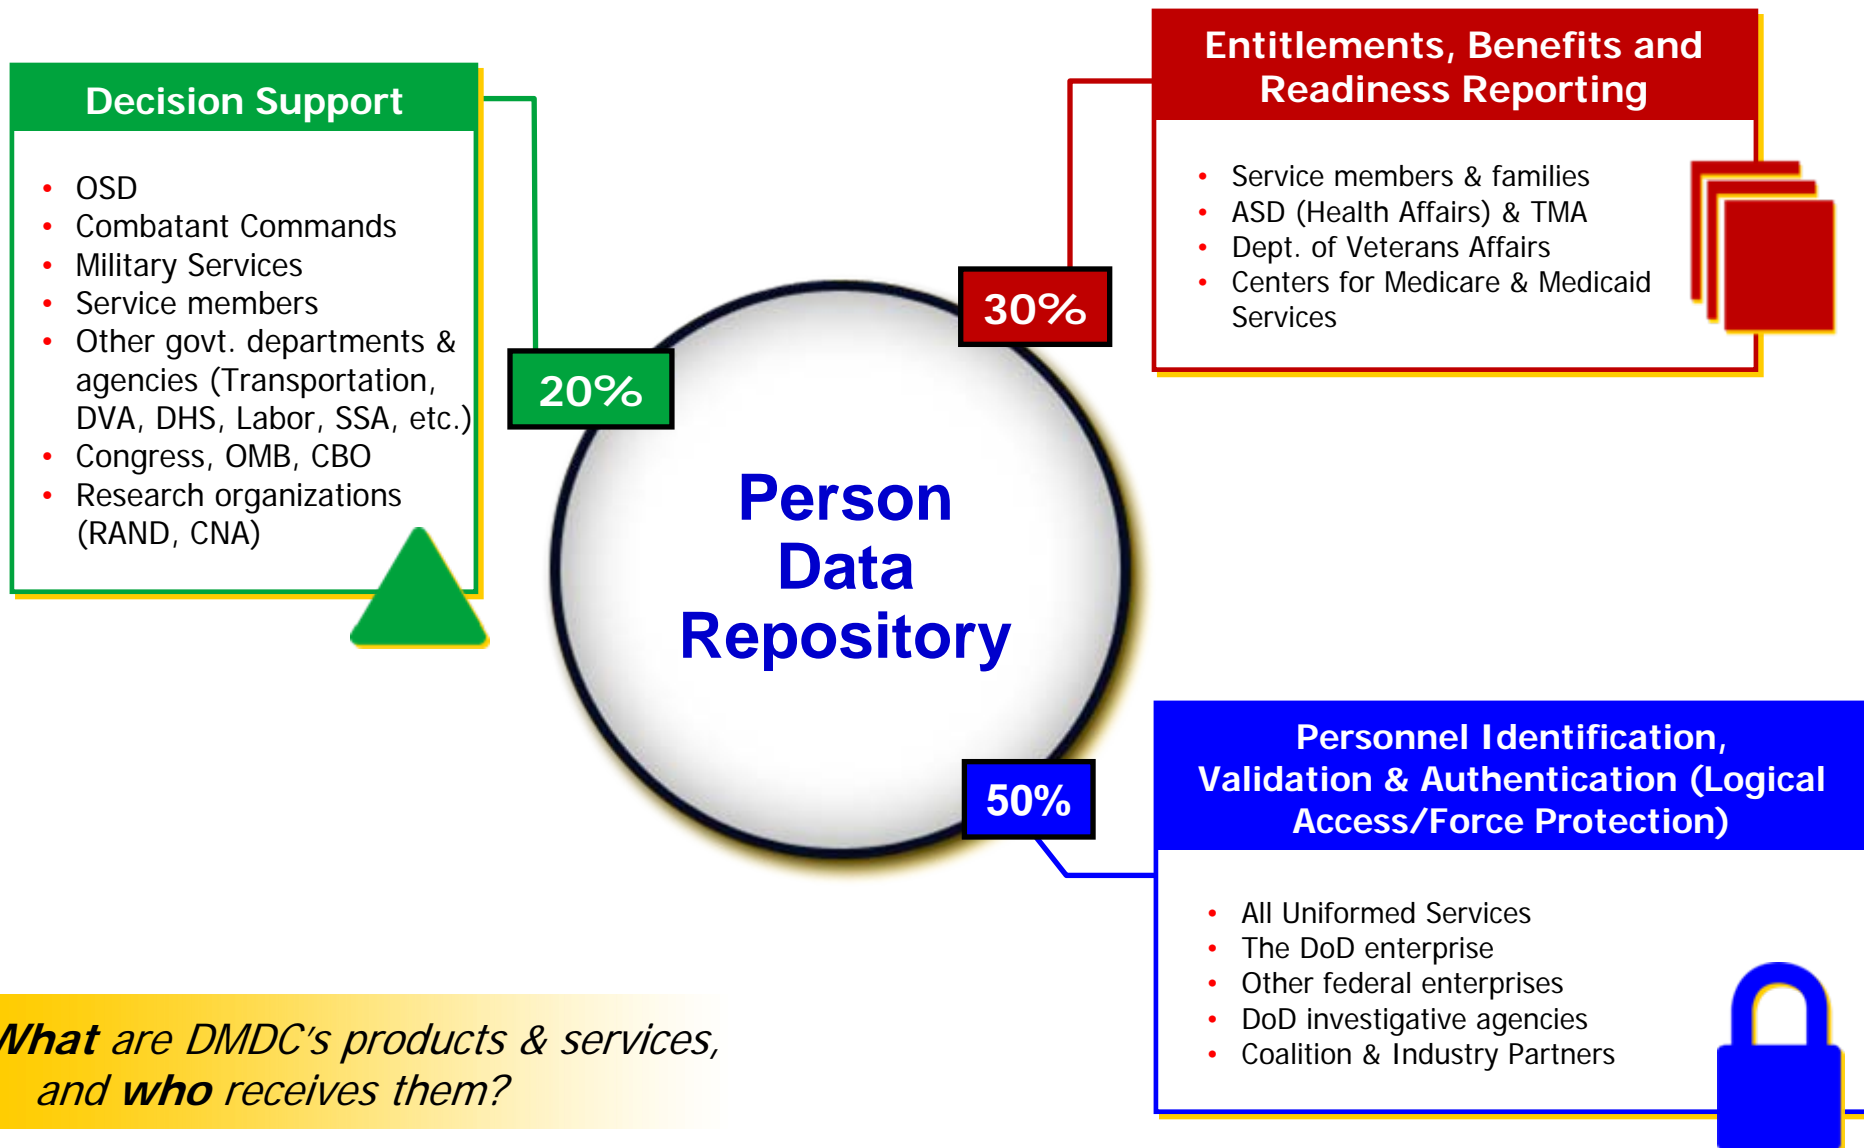 Decision Support
• OSD
• Combatant Commands
• Military Services
• Service members
• Other govt. departments &
agencies (Transportation,
DVA, DHS, Labor, SSA, etc.)
• Congress, OMB, CBO
• Research organizations
(RAND, CNA)
20%
Entitlements, Benefits and
Readiness Reporting
• Service members & families
• ASD (Health Affairs) & TMA
• Dept. of Veterans Affairs
• Centers for Medicare & Medicaid
Services
30%
Person
Data
Repository
50%
Personnel Identification,
Validation & Authentication (Logical
Access/Force Protection)
• All Uniformed Services
• The DoD enterprise
• Other federal enterprises
• DoD investigative agencies
• Coalition & Industry Partners
What are DMDC's products & services,
and who receives them?